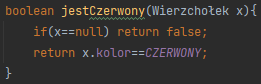 boolean jestCzerwony(Wierzchołek x){
if(x==null) return false;
return x.kolor==CZERWONY;
}